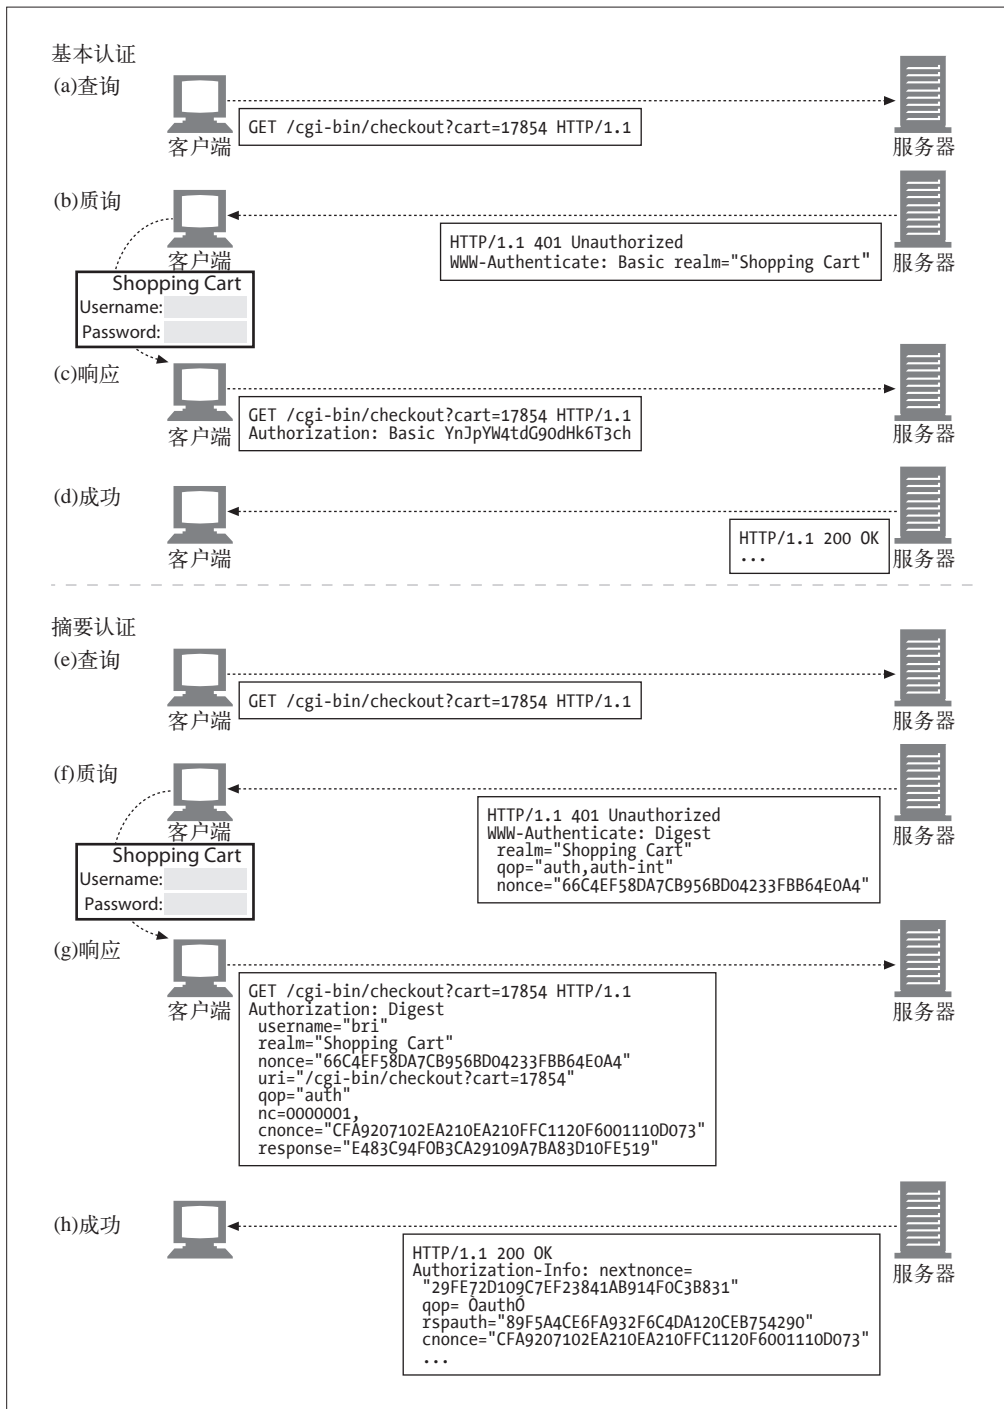 基本认证
(a)查询
GET /cgi-bin/checkout?cart=17854 HTTP/1.1
客户端
服务器
(b)质询
HTTP/1.1 401 Unauthorized
WWW-Authenticate: Basic realm="Shopping Cart"
客户端
服务器
Shopping Cart
Username:
Password:
(c)响应
GET /cgi-bin/checkout?cart=17854 HTTP/1.1
Authorization: Basic YnJpYW4tdG90dHk6T3ch
客户端
服务器
(d)成功
HTTP/1.1 200 OK
...
客户端
服务器
摘要认证
(e)查询
GET /cgi-bin/checkout?cart=17854 HTTP/1.1
客户端
服务器
(f)质询
HTTP/1.1 401 Unauthorized
WWW-Authenticate: Digest
realm="Shopping Cart"
qop="auth,auth-int"
nonce="66C4EF58DA7CB956BD04233FBB64E0A4"
客户端
服务器
Shopping Cart
Username:
Password:
(g)响应
GET /cgi-bin/checkout?cart=17854 HTTP/1.1
Authorization: Digest
username="bri"
realm="Shopping Cart"
nonce="66C4EF58DA7CB956BD04233FBB64E0A4"
uri="/cgi-bin/checkout?cart=17854"
qop="auth"
nc=0000001,
cnonce="CFA9207102EA210EA210FFC1120F6001110D073"
response="E483C94F0B3CA29109A7BA83D10FE519"
客户端
服务器
(h)成功
HTTP/1.1 200 OK
Authorization-Info: nextnonce=
"29FE72D109C7EF23841AB914F0C3B831"
qop= ÒauthÓ
rspauth="89F5A4CE6FA932F6C4DA120CEB754290"
cnonce="CFA9207102EA210EA210FFC1120F6001110D073"
...
服务器